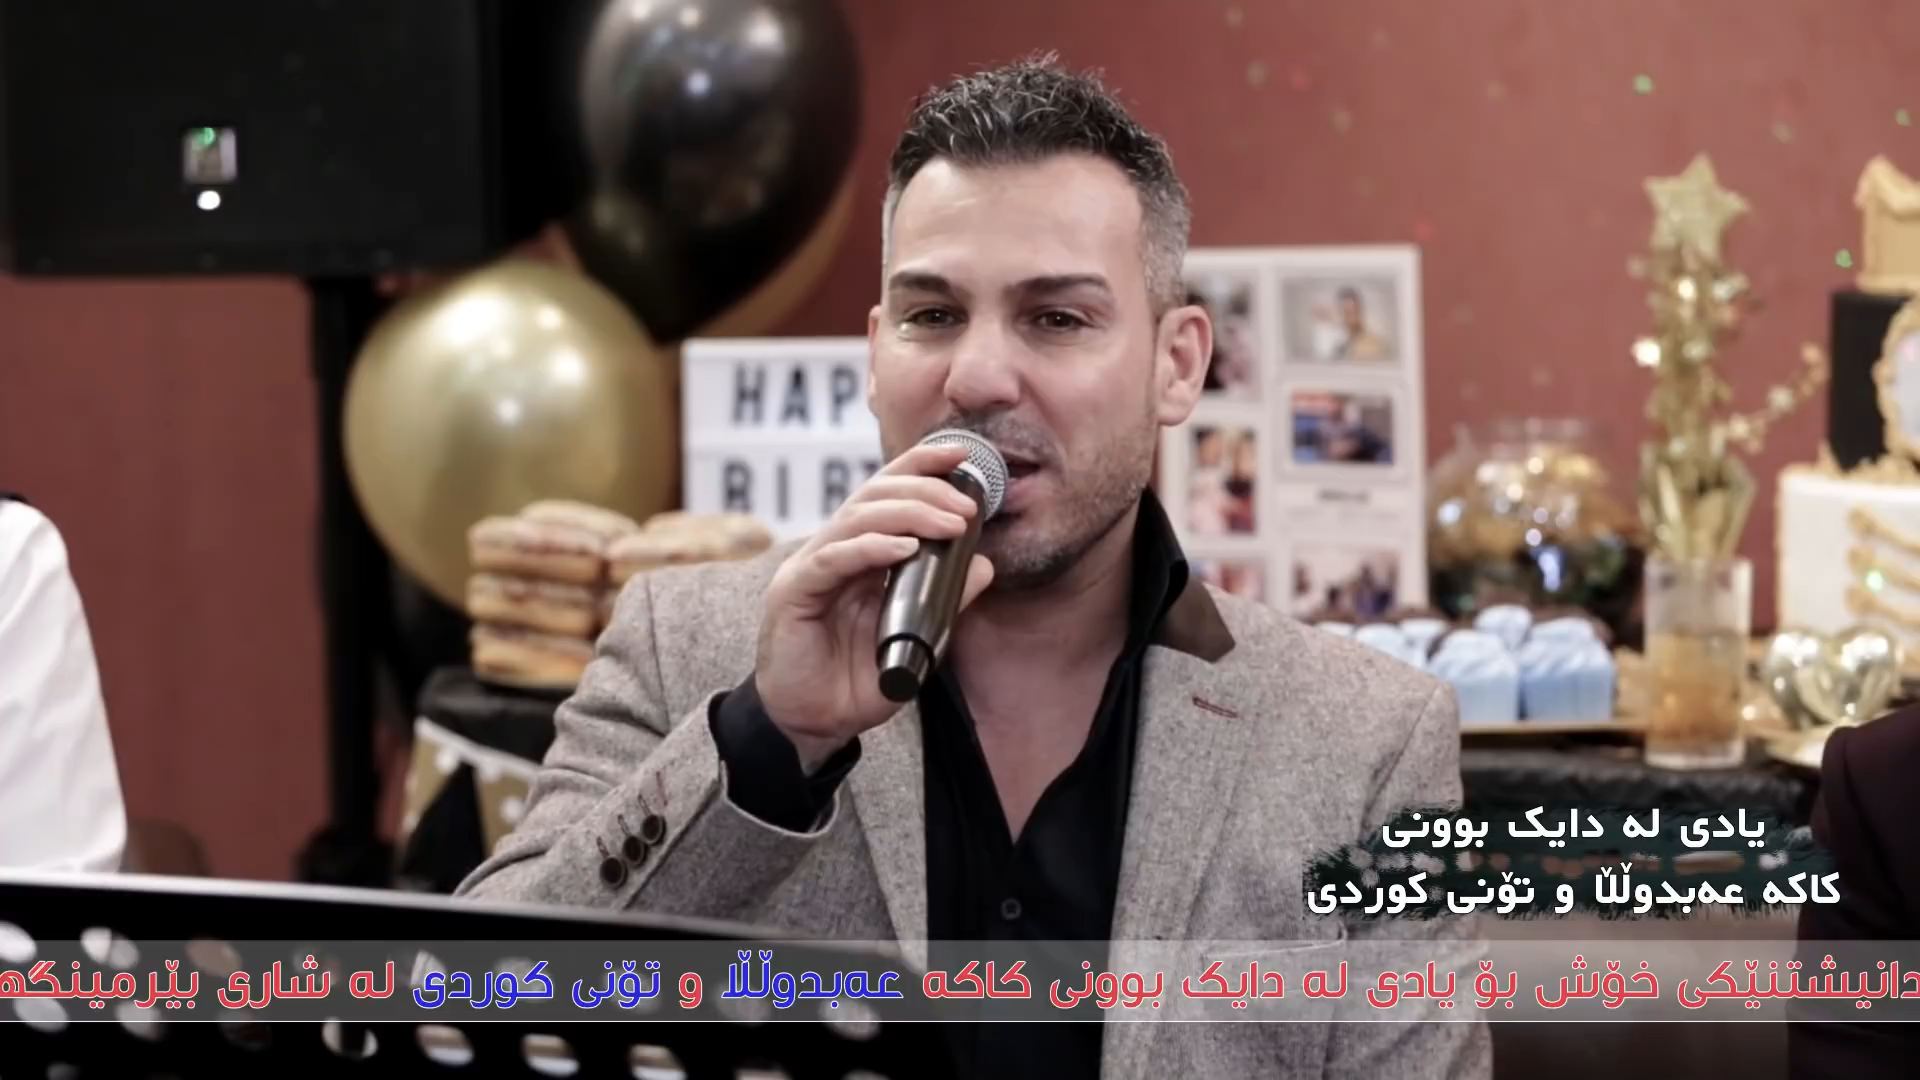 HAP
BIRT
یادی لە دایک بوونی
کاکە عەبدوڵڵا و تۆنی کوردی
دانیشتنێکی خۆش بۆ یادی لە دایک بوونی کاکە عەبدوڵڵا و تۆنی کوردی لە شاری بێرمینگھ